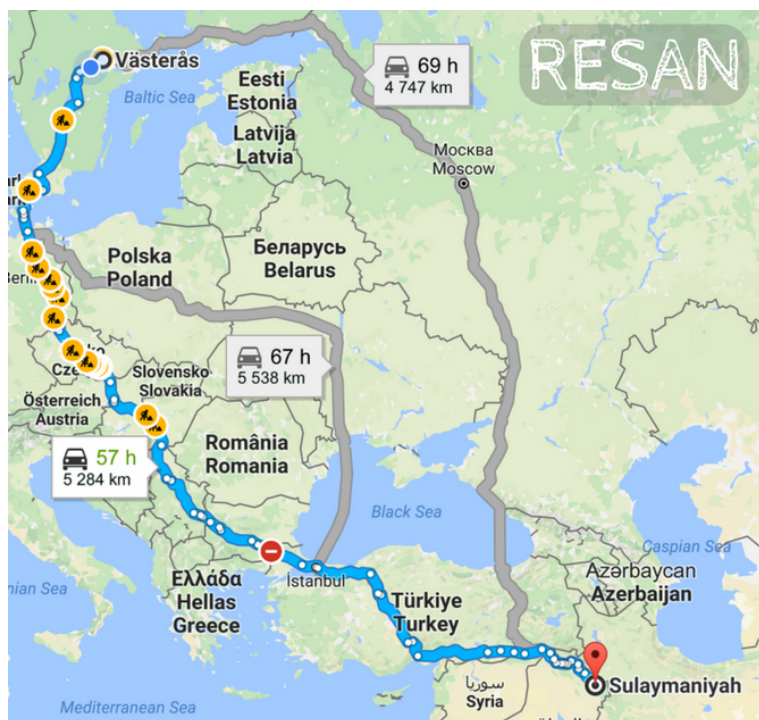 RESAN
Västerås
69 h
4 747 km
Baltic Sea
Eesti
Estonia
Latvija
Latvia
Москва
Moscow
Polska
Poland
Беларусь
Belarus
67 h
5 538 km
Slovensko
Slovakia
Österreich
Austria
România
Romania
57 h
5 284 km
Black Sea
Caspian Sea
İstanbul
Ελλάδα
Hellas
Greece
Türkiye
Turkey
Azərbaycan
Azerbaijan
سوريا
Syria
Sulaymaniyah
Mediterranean Sea